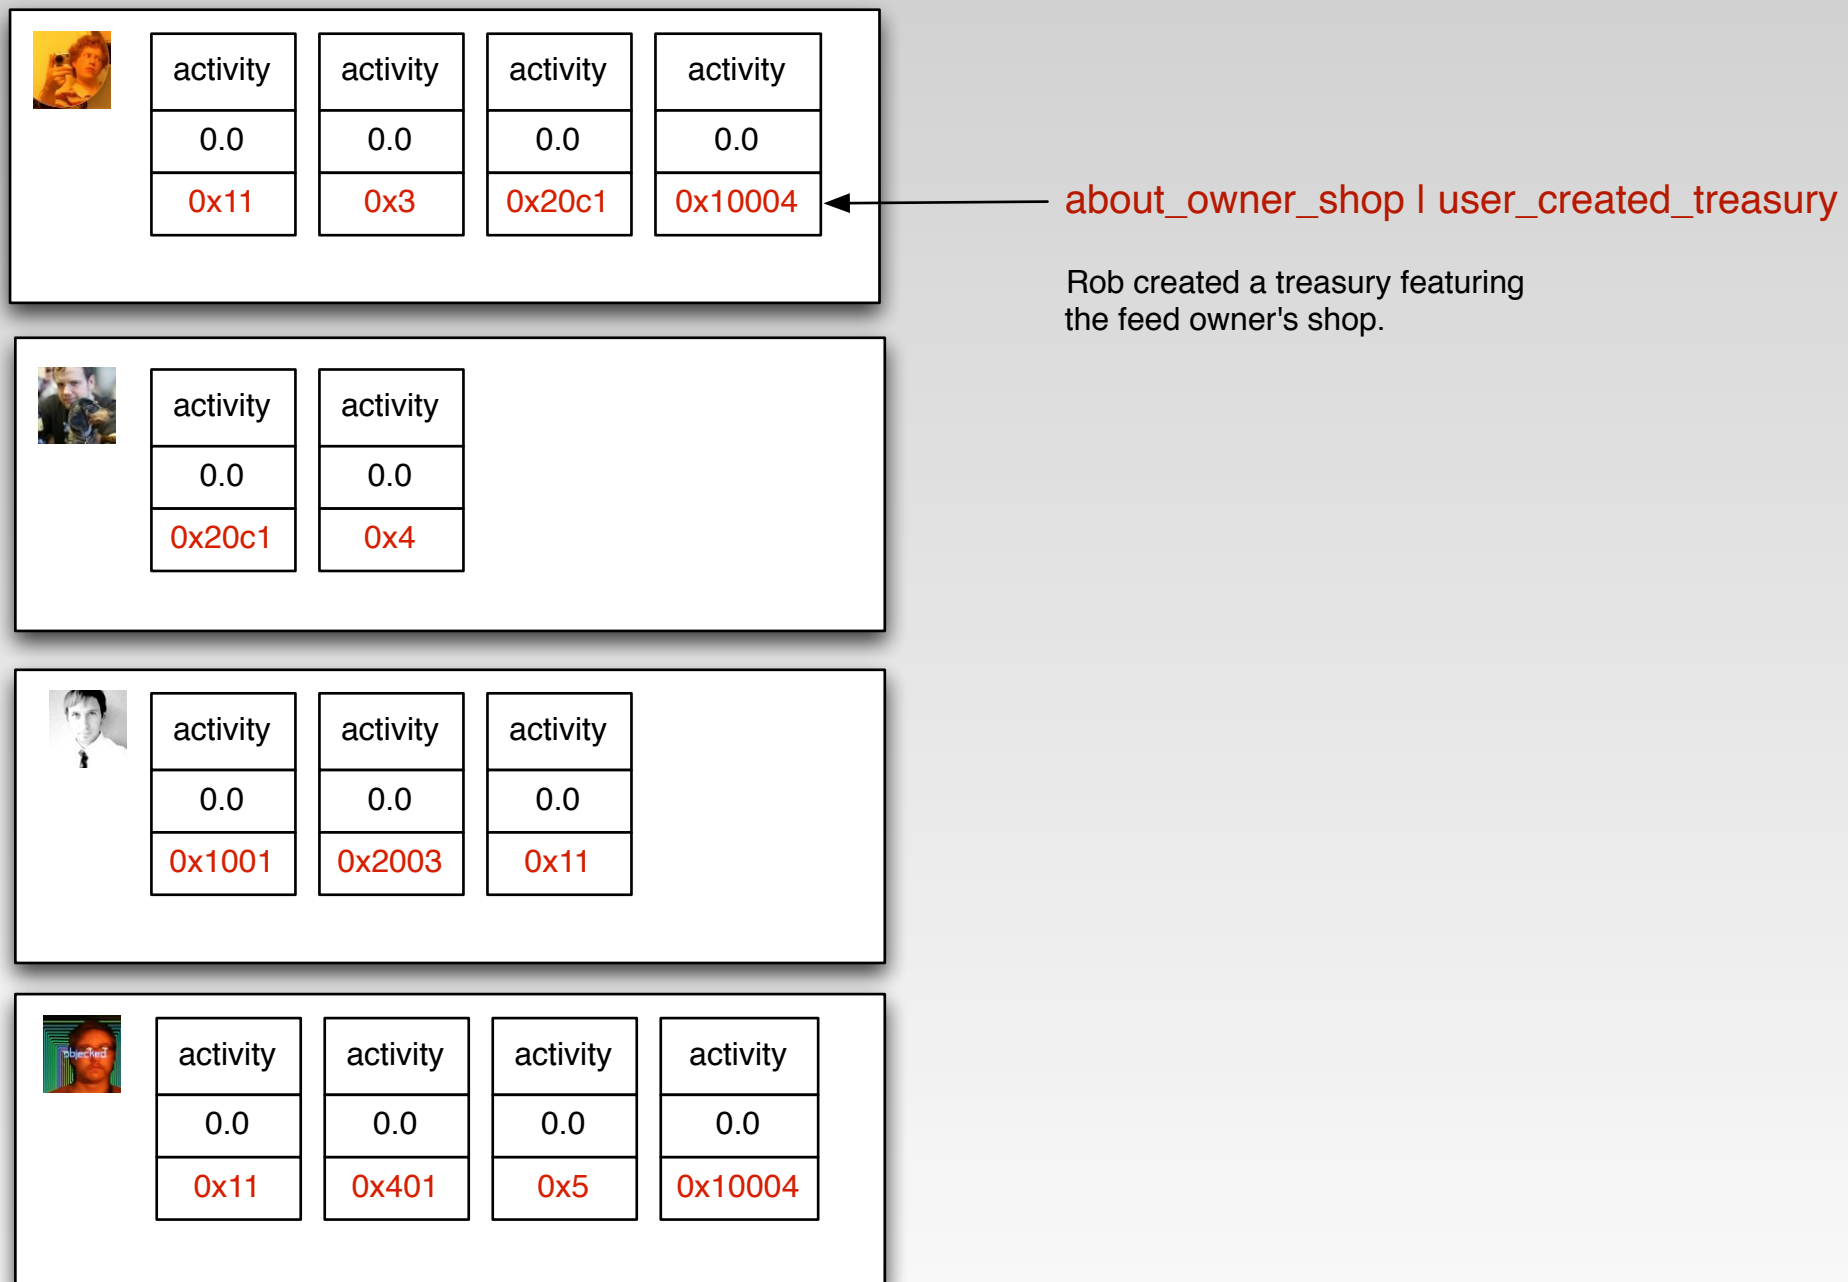 activity activity activity activity
0.0 0.0 0.0 0.0
0x11 0x3 0x20c1 0x10004
about_owner_shop | user_created_treasury
Rob created a treasury featuring
the feed owner's shop.
activity activity
0.0 0.0
0x20c1 0x4
activity activity activity
0.0 0.0 0.0
0x1001 0x2003 0x11
objecked
activity activity activity activity
0.0 0.0 0.0 0.0
0x11 0x401 0x5 0x10004